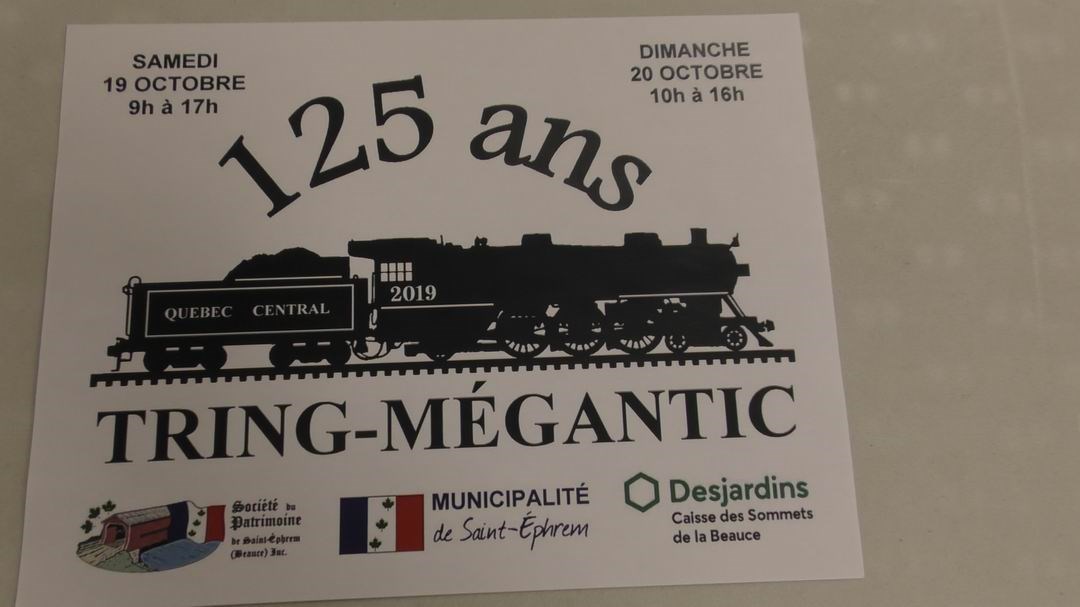 SAMEDI
19 OCTOBRE
9h à 17h
DIMANCHE
20 OCTOBRE
10h à 16h
125 ans
2019
QUEBEC CENTRAL
TRING-MÉGANTIC
Société du
Patrimoine
de Saint-Éphrem
(Beauce) Inc.
MUNICIPALITÉ
de Saint-Éphrem
Desjardins
Caisse des Sommets
de la Beauce